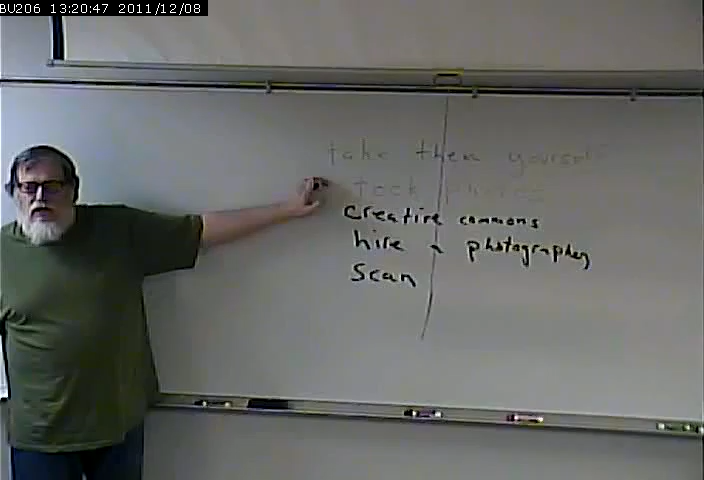 BU206 13:20:47 2011/12/08
take them yourself
stock photos
creative commons
hire a photographer
scan